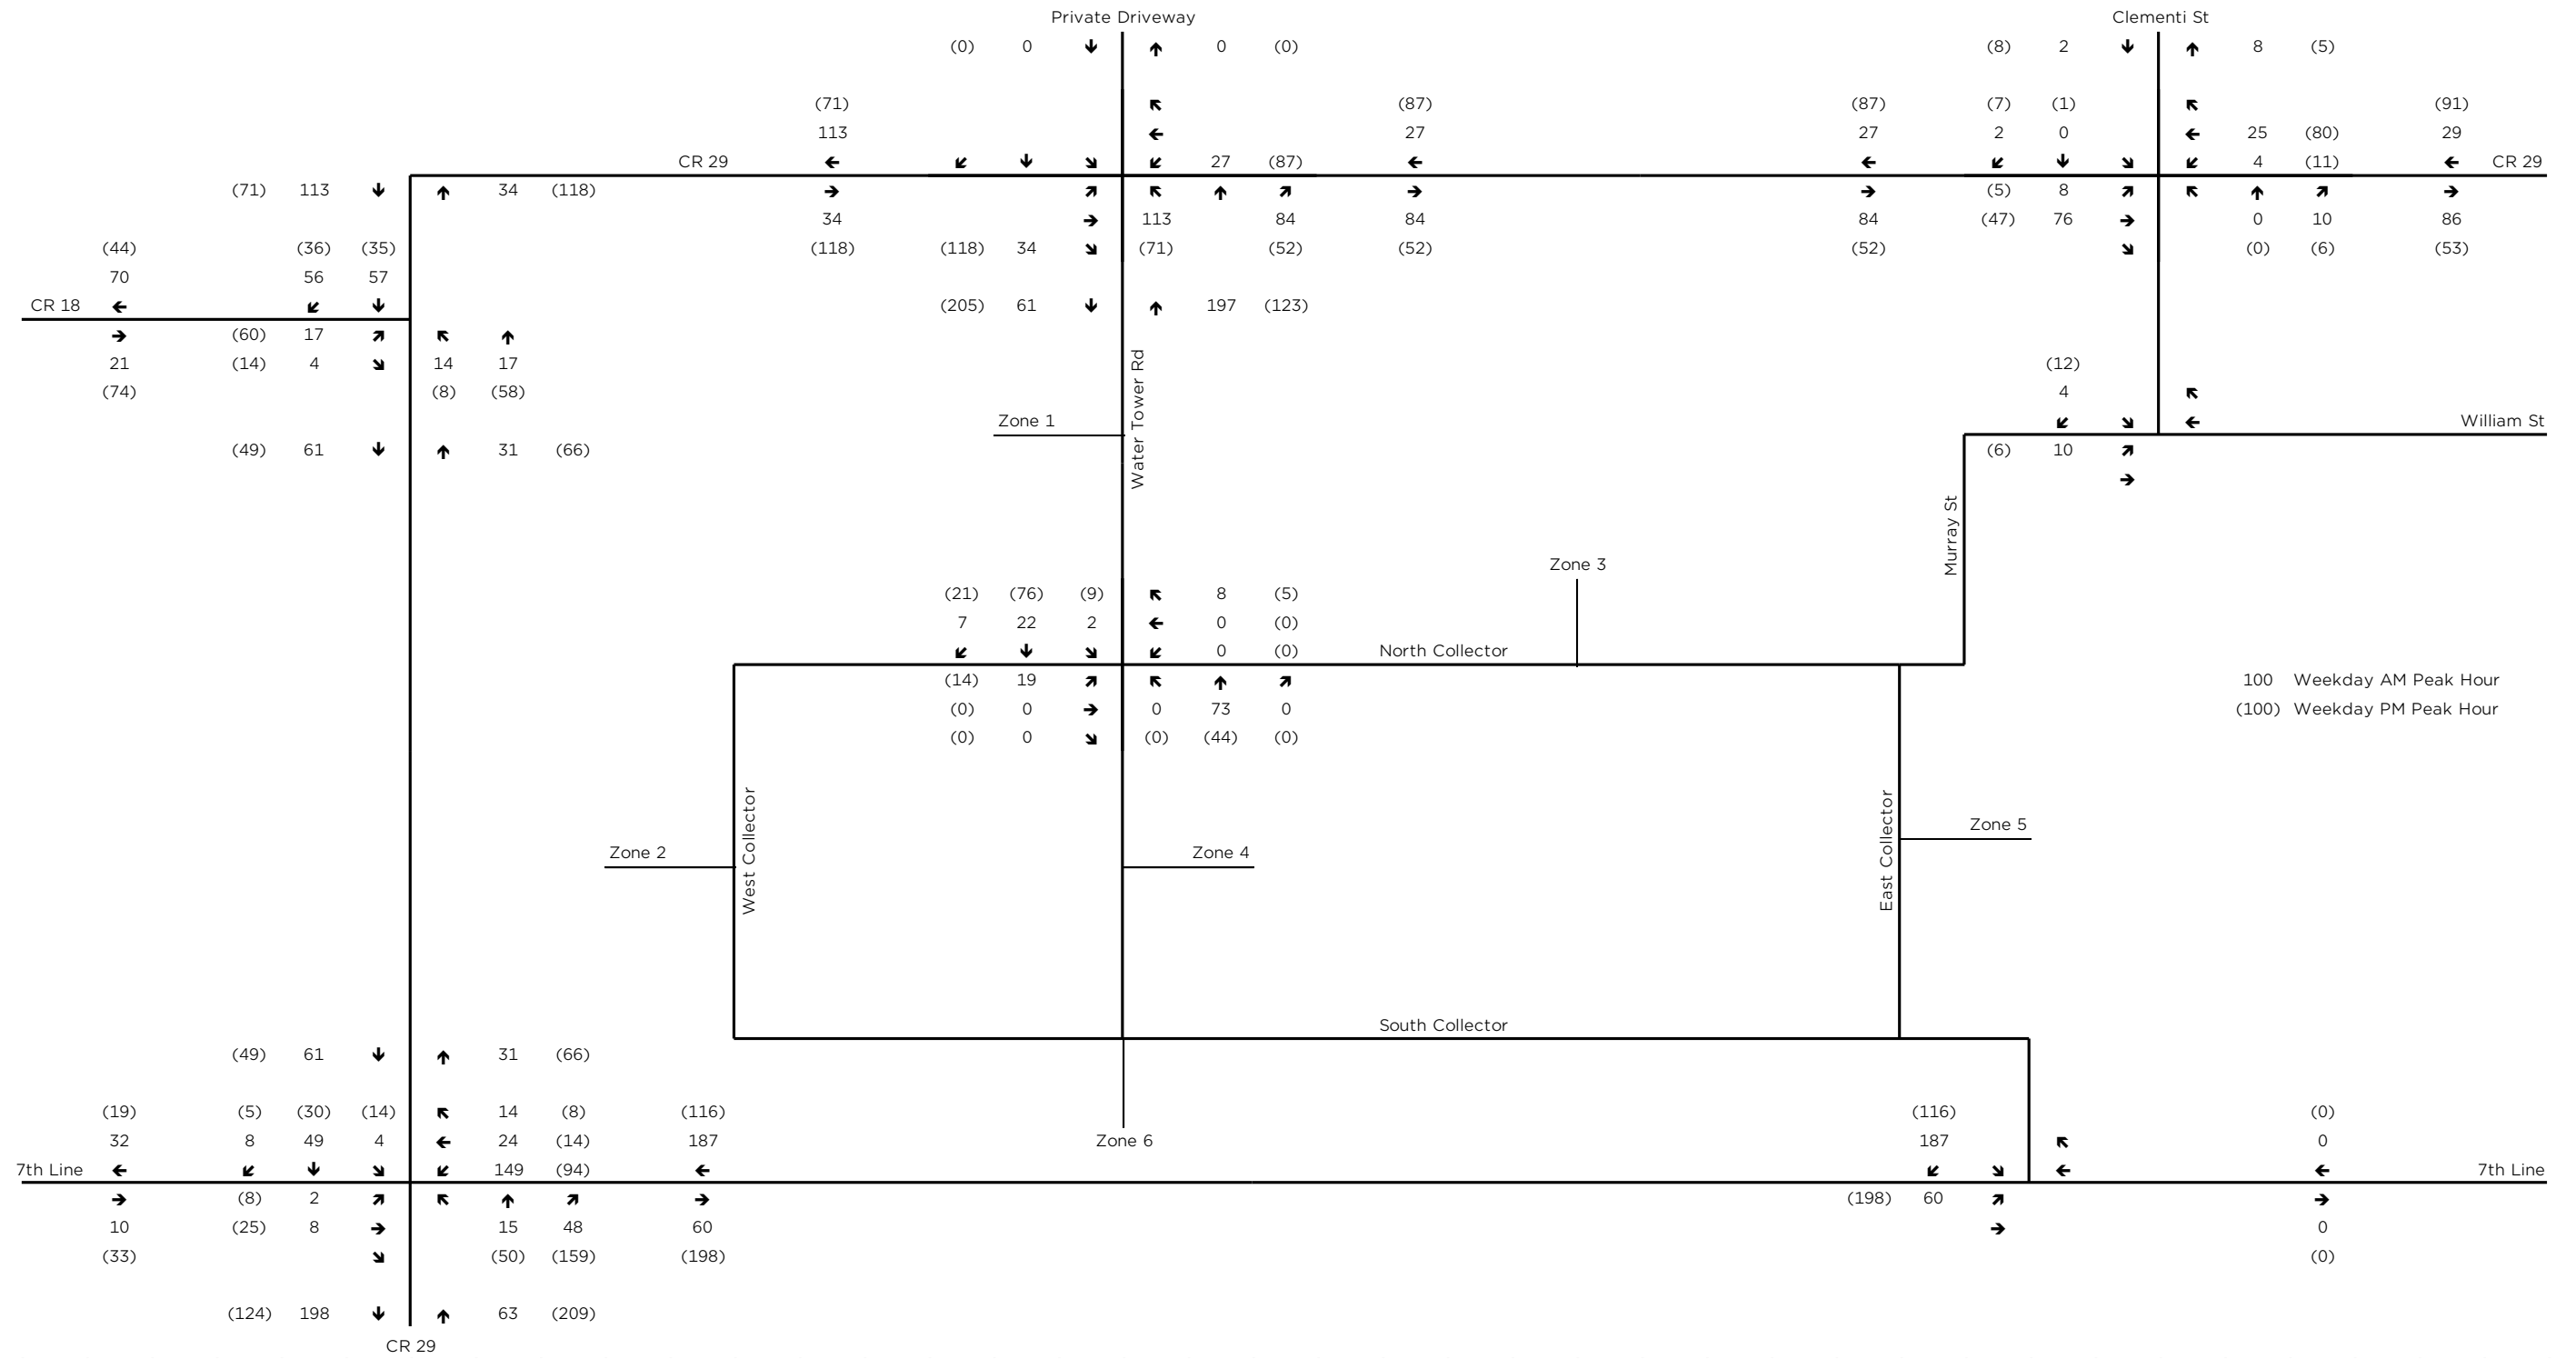 Private Driveway Clementi St
(0) 0 ↓ ↑ 0 (0) (8) 2 ↓ ↑ 8 (5)
(71) ↖ (87) (87) (7) (1) ↖ (91)
113 ← 27 27 2 0 ← 25 (80) 29
CR 29 ← ↙ ↓ ↘ ↙ 27 (87) ← ← ↙ ↓ ↘ ↙ 4 (11) ← CR 29
(71) 113 ↓ ↑ 34 (118) → ↗ ↖ ↑ ↗ → → (5) 8 ↗ ↖ ↑ ↗ →
34 → 113 84 84 84 (47) 76 → 0 10 86
(44) (36) (35) (118) (118) 34 ↘ (71) (52) (52) (52) ↘ (0) (6) (53)
70 56 57
CR 18 ← ↙ ↓ (205) 61 ↓ ↑ 197 (123)
→ (60) 17 ↗ ↖ ↑
21 (14) 4 ↘ 14 17 (12)
(74) (8) (58) 4 ↖
Water Tower Rd
Zone 1 ↙ ↘ ← William St
(49) 61 ↓ ↑ 31 (66) (6) 10 ↗
→
Murray St
Zone 3
(21) (76) (9) ↖ 8 (5)
7 22 2 ← 0 (0)
↙ ↓ ↘ ↙ 0 (0) North Collector
(14) 19 ↗ ↖ ↑ ↗ 100 Weekday AM Peak Hour
(0) 0 → 0 73 0 (100) Weekday PM Peak Hour
(0) 0 ↘ (0) (44) (0)
Zone 5
Zone 2 Zone 4
West Collector
East Collector
South Collector
(49) 61 ↓ ↑ 31 (66)
(19) (5) (30) (14) ↖ 14 (8) (116) (116) (0)
32 8 49 4 ← 24 (14) 187 Zone 6 187 ↖ 0
7th Line ← ↙ ↓ ↘ ↙ 149 (94) ← ↙ ↘ ← ← 7th Line
→ (8) 2 ↗ ↖ ↑ ↗ → (198) 60 ↗ →
10 (25) 8 → 15 48 60 → 0
(33) ↘ (50) (159) (198) (0)
(124) 198 ↓ ↑ 63 (209)
CR 29